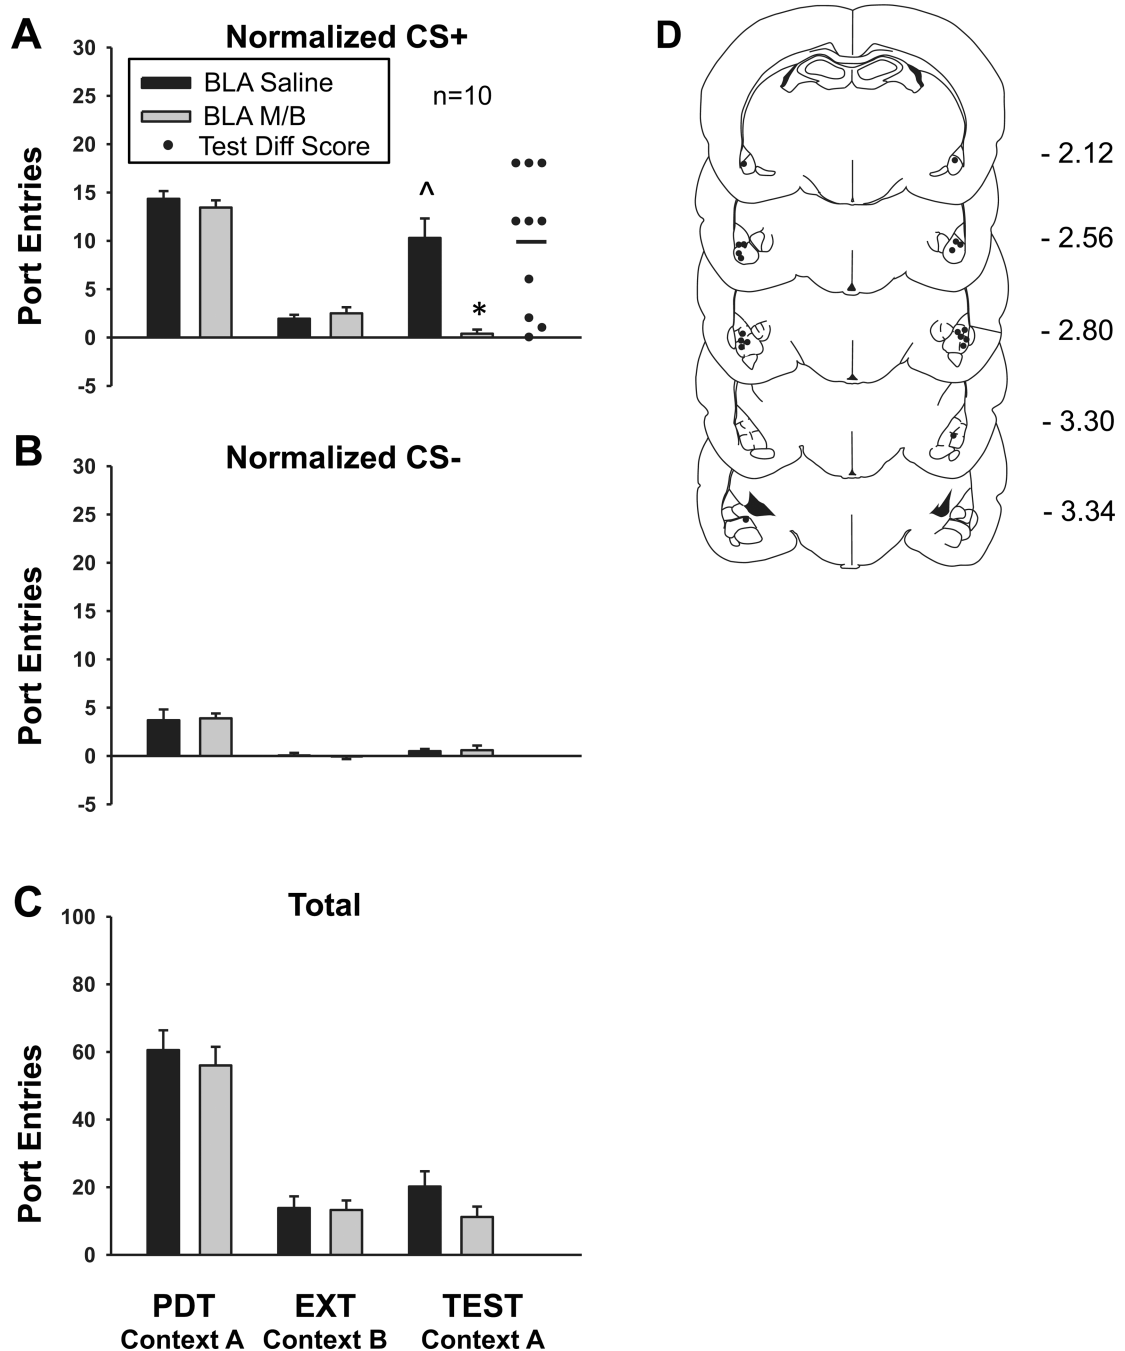 A
Normalized CS+
30
25
20
15
10
5
0
-5
Port Entries
BLA Saline
BLA M/B
Test Diff Score
n=10
^
*
B
Normalized CS-
30
25
20
15
10
5
0
-5
Port Entries
C
Total
100
80
60
40
20
0
Port Entries
PDT
EXT
TEST
Context A
Context B
Context A
D
- 2.12
- 2.56
- 2.80
- 3.30
- 3.34